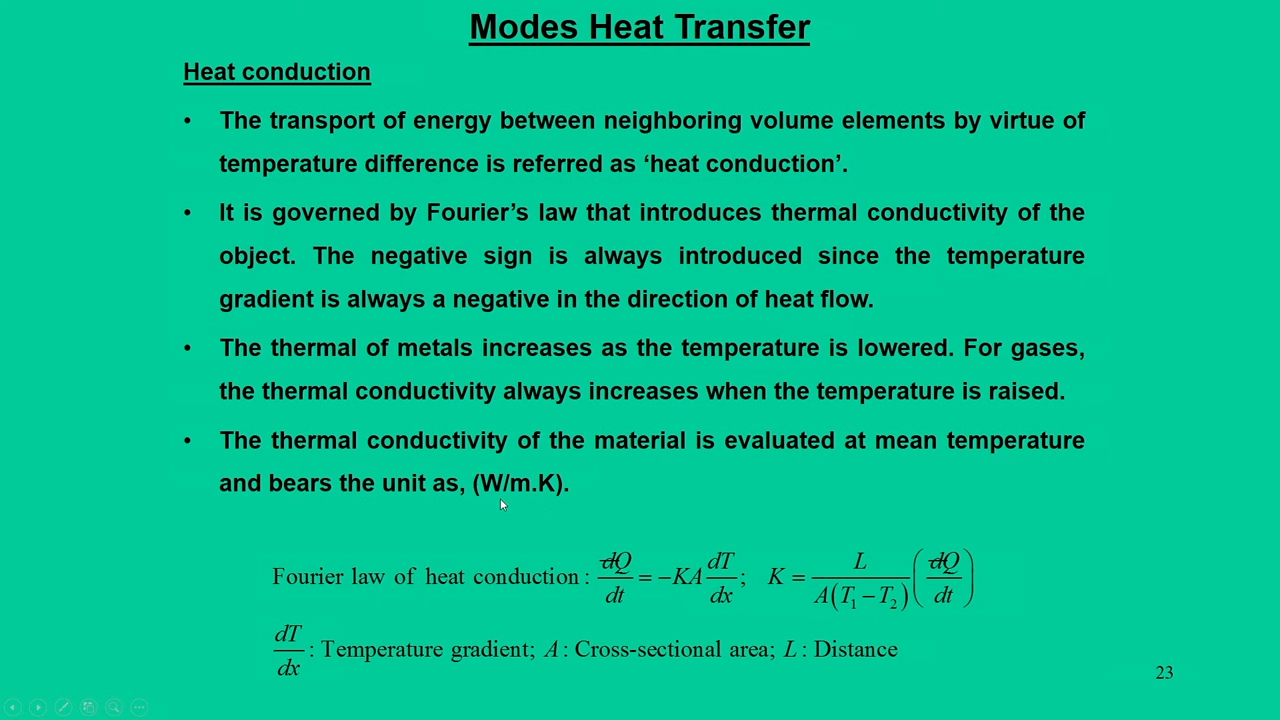 Modes Heat Transfer
Heat conduction
• The transport of energy between neighboring volume elements by virtue of
temperature difference is referred as ‘heat conduction’.
• It is governed by Fourier’s law that introduces thermal conductivity of the
object. The negative sign is always introduced since the temperature
gradient is always a negative in the direction of heat flow.
• The thermal of metals increases as the temperature is lowered. For gases,
the thermal conductivity always increases when the temperature is raised.
• The thermal conductivity of the material is evaluated at mean temperature
and bears the unit as, (W/m.K).
Fourier law of heat conduction : đQ/dt = −KA dT/dx; K = L/A(T₁ − T₂) (đQ/dt)
dT/dx : Temperature gradient; A : Cross-sectional area; L : Distance
23